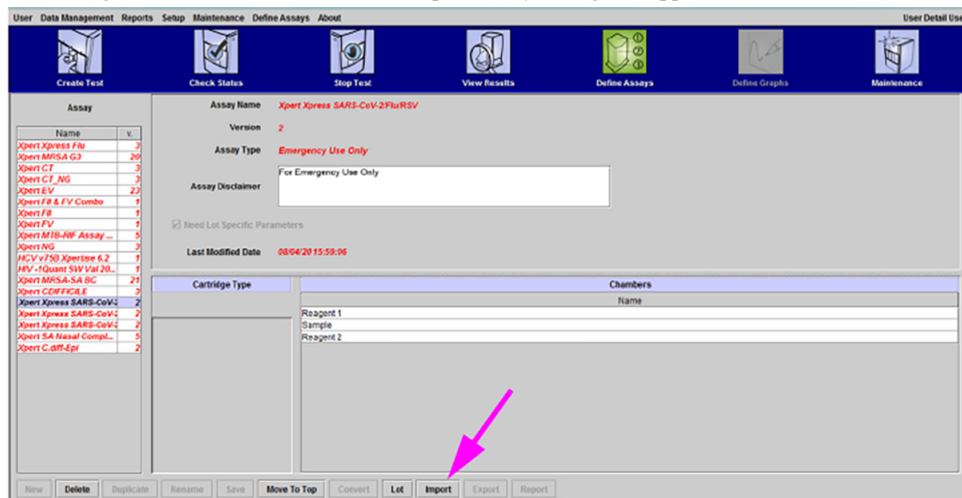 User Data Management Reports Setup Maintenance Define Assays About User Detail Use
Create Test
Check Status
Stop Test
View Results
Define Assays
Define Graphs
Maintenance
Assay
Name v.
Xpert Xpress Flu 3
Xpert MRSA G3 20
Xpert CT 3
Xpert CT_NG 3
Xpert EV 23
Xpert FII & FV Combo 1
Xpert FII 1
Xpert FV 1
Xpert MTB-RIF Assay ... 5
Xpert NG 3
HCV v75B Xpertise 6.2 1
HIV -1Quant SW Val 20.. 1
Xpert MRSA-SA BC 21
Xpert CDIFFICILE 3
Xpert Xpress SARS-CoV-2 2
Xpert Xpress SARS-CoV-2 2
Xpert Xpress SARS-CoV-2 2
Xpert SA Nasal Compl... 5
Xpert C.diff-Epi 2
Assay Name Xpert Xpress SARS-CoV-2/Flu/RSV
Version 2
Assay Type Emergency Use Only
Assay Disclaimer For Emergency Use Only
Need Lot Specific Parameters
Last Modified Date 08/04/20 15:59:06
Cartridge Type
Chambers
Name
Reagent 1
Sample
Reagent 2
New Delete Duplicate Rename Save Move To Top Convert Lot Import Export Report